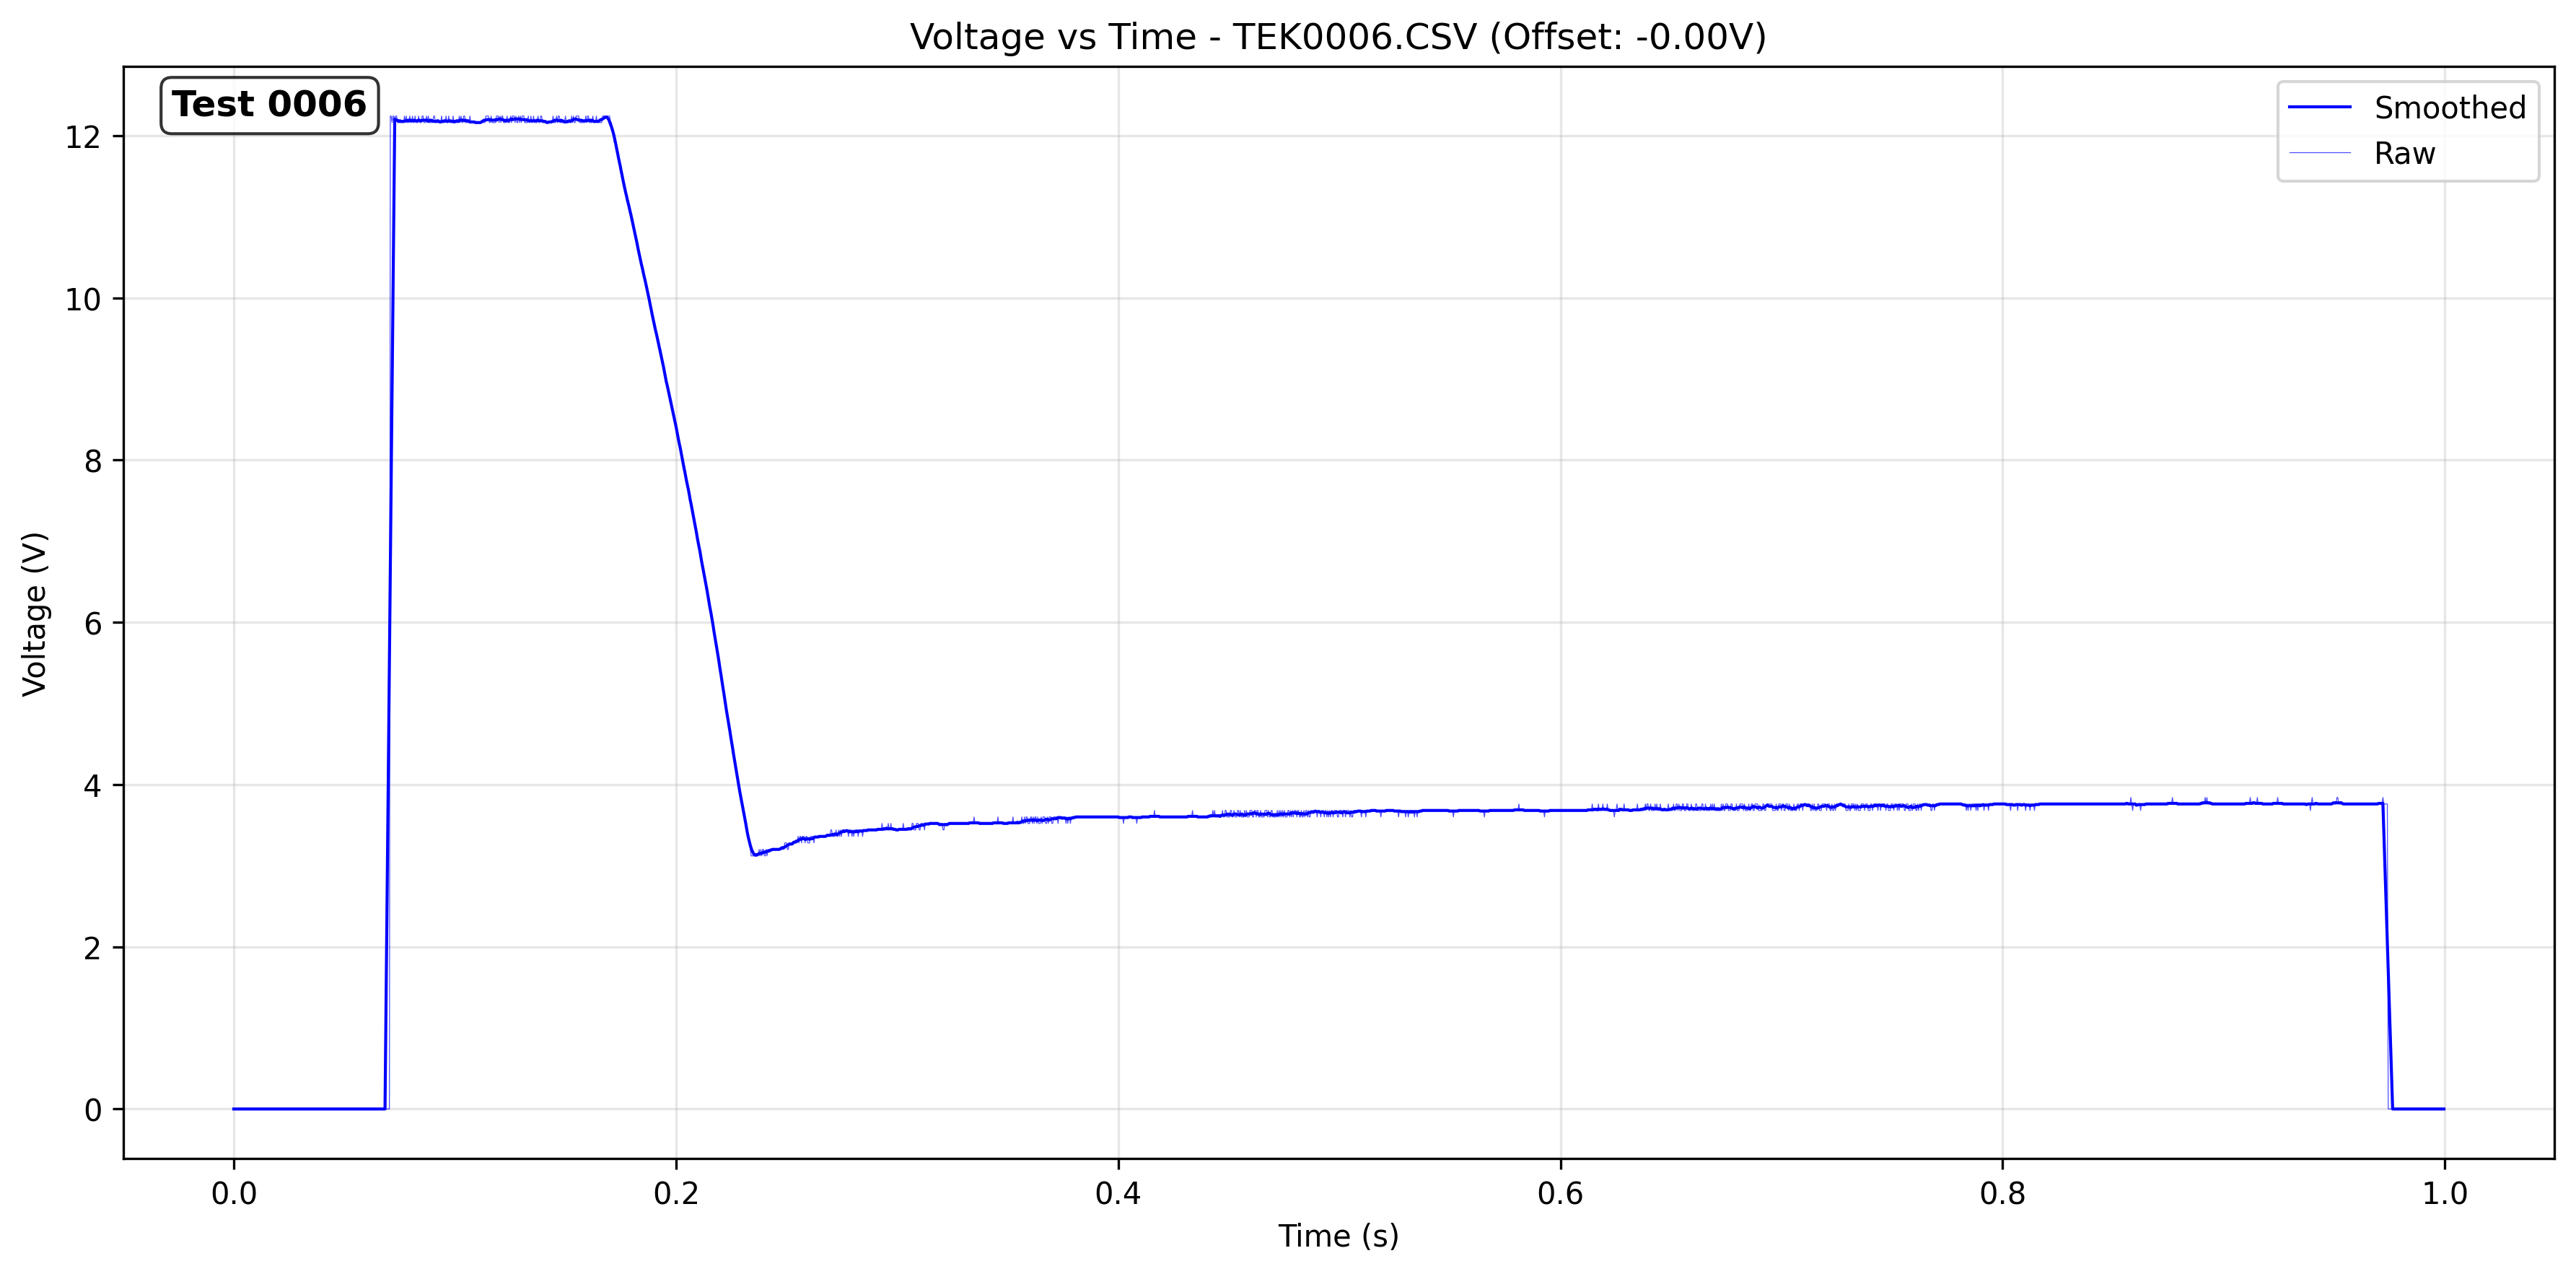 Voltage vs Time - TEK0006.CSV (Offset: -0.00V)
Test 0006
Smoothed
Raw
12
10
8
6
4
2
0
Voltage (V)
0.0 0.2 0.4 0.6 0.8 1.0
Time (s)